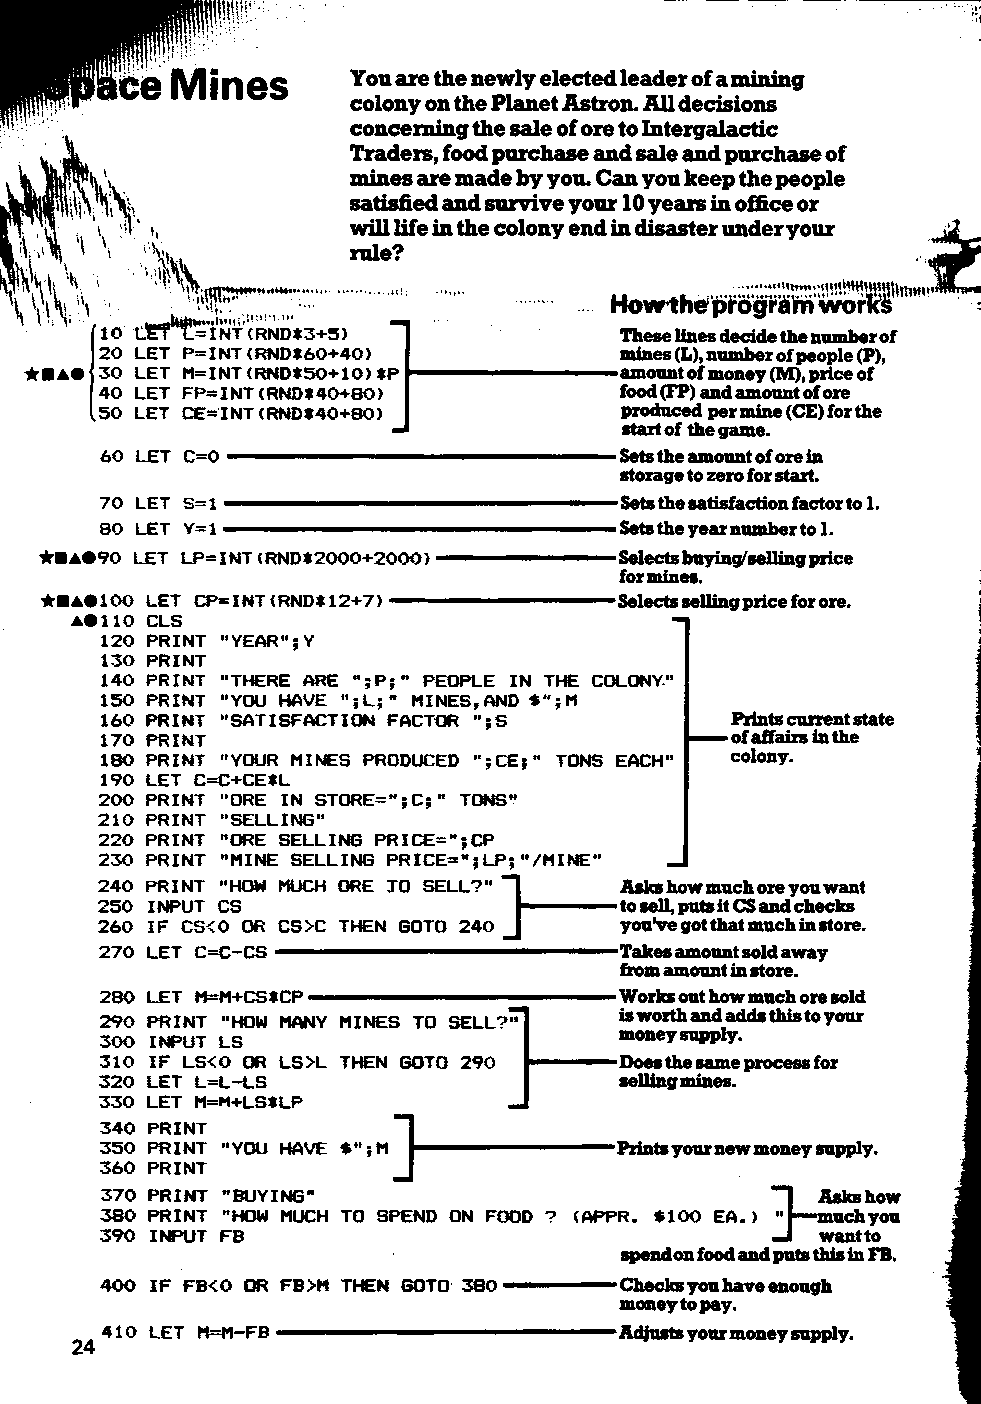 Space Mines
You are the newly elected leader of a mining
colony on the Planet Astron. All decisions
concerning the sale of ore to Intergalactic
Traders, food purchase and sale and purchase of
mines are made by you. Can you keep the people
satisfied and survive your 10 years in office or
will life in the colony end in disaster under your
rule?
How the program works
10 LET L=INT(RND*3+5)
20 LET P=INT(RND*60+40)
★■▲●30 LET M=INT(RND*50+10)*P
40 LET FP=INT(RND*40+80)
50 LET CE=INT(RND*40+80)
These lines decide the number of
mines (L), number of people (P),
amount of money (M), price of
food (FP) and amount of ore
produced per mine (CE) for the
start of the game.
60 LET C=0
Sets the amount of ore in
storage to zero for start.
70 LET S=1
Sets the satisfaction factor to 1.
80 LET Y=1
Sets the year number to 1.
★■▲●90 LET LP=INT(RND*2000+2000)
Selects buying/selling price
for mines.
★■▲●100 LET CP=INT(RND*12+7)
Selects selling price for ore.
▲●110 CLS
120 PRINT "YEAR";Y
130 PRINT
140 PRINT "THERE ARE ";P;" PEOPLE IN THE COLONY."
150 PRINT "YOU HAVE ";L;" MINES,AND $";M
160 PRINT "SATISFACTION FACTOR ";S
170 PRINT
180 PRINT "YOUR MINES PRODUCED ";CE;" TONS EACH"
190 LET C=C+CE*L
200 PRINT "ORE IN STORE=";C;" TONS"
210 PRINT "SELLING"
220 PRINT "ORE SELLING PRICE=";CP
230 PRINT "MINE SELLING PRICE=";LP;"/MINE"
Prints current state
of affairs in the
colony.
240 PRINT "HOW MUCH ORE TO SELL?"
250 INPUT CS
260 IF CS<0 OR CS>C THEN GOTO 240
Asks how much ore you want
to sell, puts it CS and checks
you've got that much in store.
270 LET C=C-CS
Takes amount sold away
from amount in store.
280 LET M=M+CS*CP
Works out how much ore sold
is worth and adds this to your
money supply.
290 PRINT "HOW MANY MINES TO SELL?"
300 INPUT LS
310 IF LS<0 OR LS>L THEN GOTO 290
320 LET L=L-LS
330 LET M=M+LS*LP
Does the same process for
selling mines.
340 PRINT
350 PRINT "YOU HAVE $";M
360 PRINT
Prints your new money supply.
370 PRINT "BUYING"
380 PRINT "HOW MUCH TO SPEND ON FOOD ? (APPR. $100 EA.) "
390 INPUT FB
Asks how
much you
want to
spend on food and puts this in FB.
400 IF FB<0 OR FB>M THEN GOTO 380
Checks you have enough
money to pay.
410 LET M=M-FB
Adjusts your money supply.
24